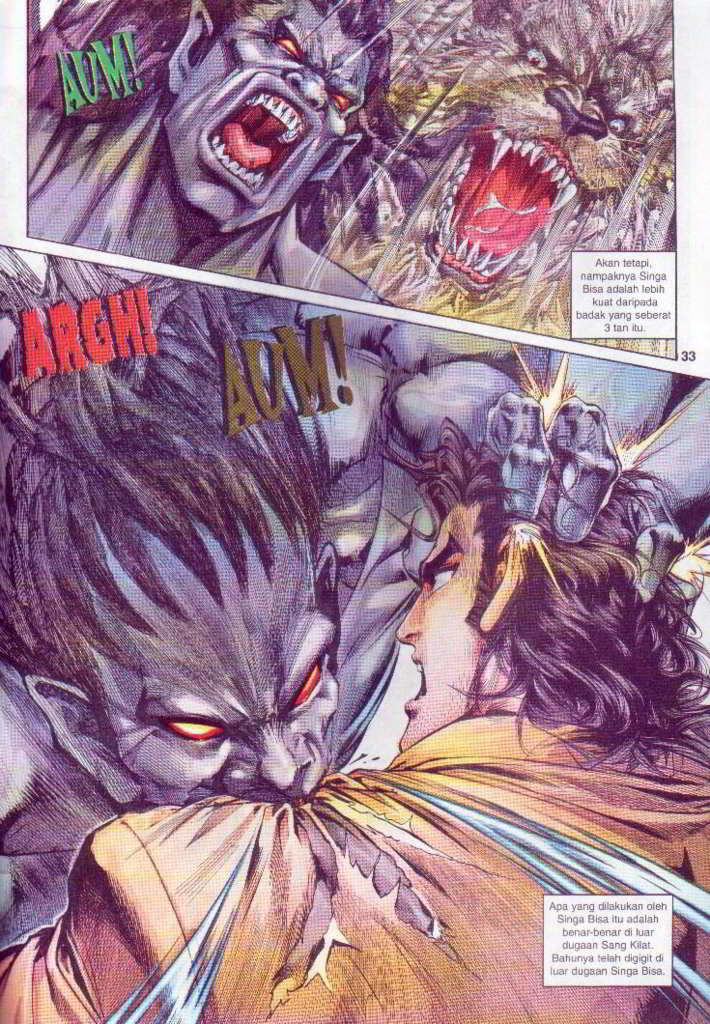 AUM!
Akan tetapi,
nampaknya Singa
Bisa adalah lebih
kuat daripada
badak yang seberat
3 tan itu.
33
ARGH!
AUM!
Apa yang dilakukan oleh
Singa Bisa itu adalah
benar-benar di luar
dugaan Sang Kilat.
Bahunya telah digigit di
luar dugaan Singa Bisa.